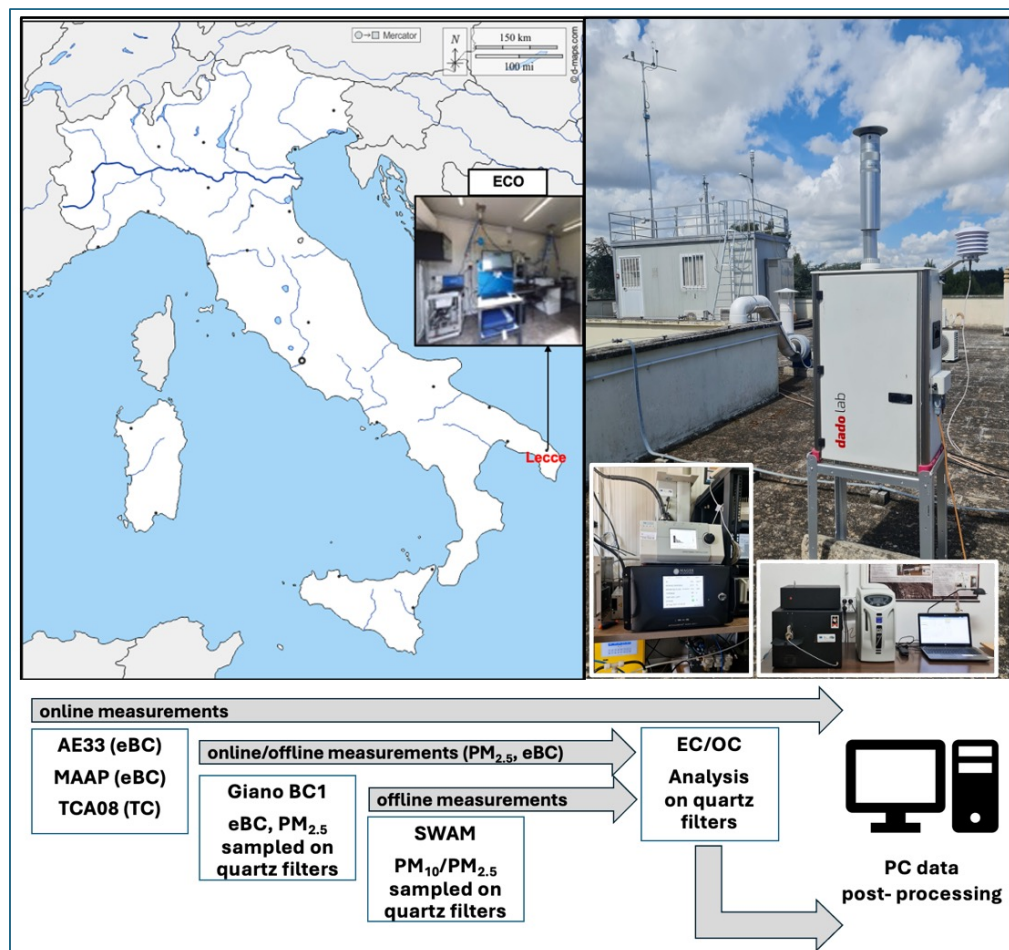 Mercator
N
150 km
100 mi
© d-maps.com
ECO
Lecce
dado lab
online measurements
AE33 (eBC)
MAAP (eBC)
TCA08 (TC)
online/offline measurements (PM₂.₅, eBC)
Giano BC1
eBC, PM₂.₅
sampled on
quartz filters
offline measurements
SWAM
PM₁₀/PM₂.₅
sampled on
quartz filters
EC/OC
Analysis
on quartz
filters
PC data
post- processing